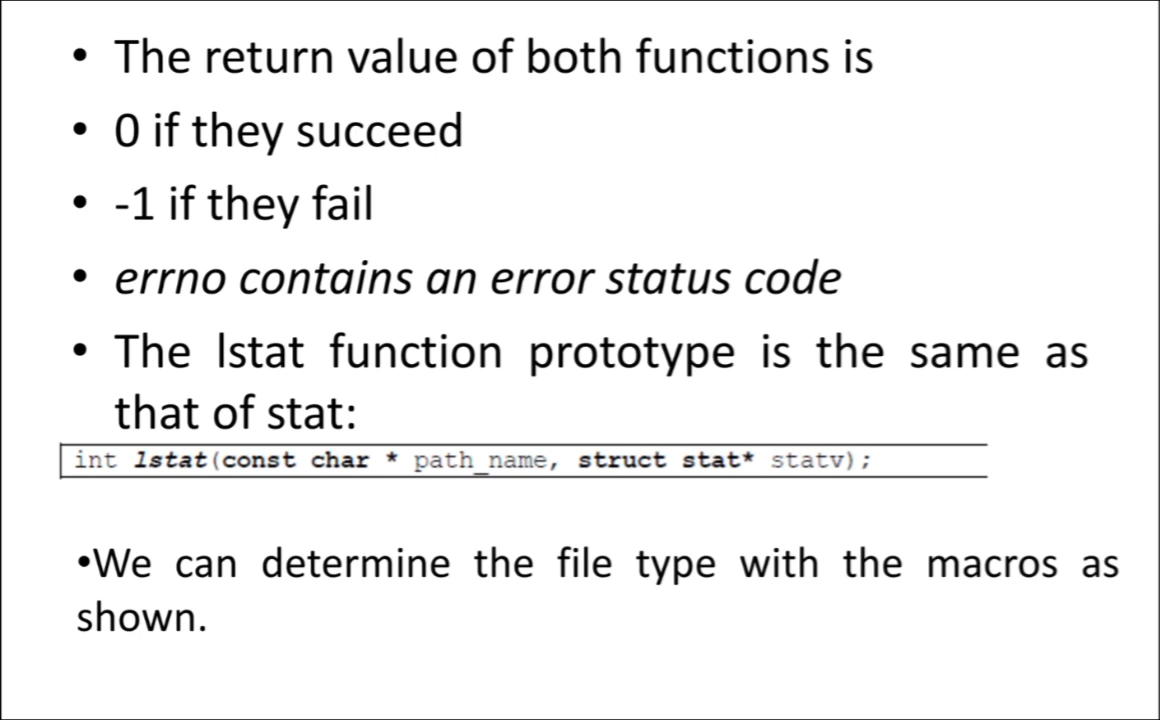 • The return value of both functions is
• 0 if they succeed
• -1 if they fail
• errno contains an error status code
• The lstat function prototype is the same as
that of stat:
int lstat(const char * path_name, struct stat* statv);
•We can determine the file type with the macros as
shown.